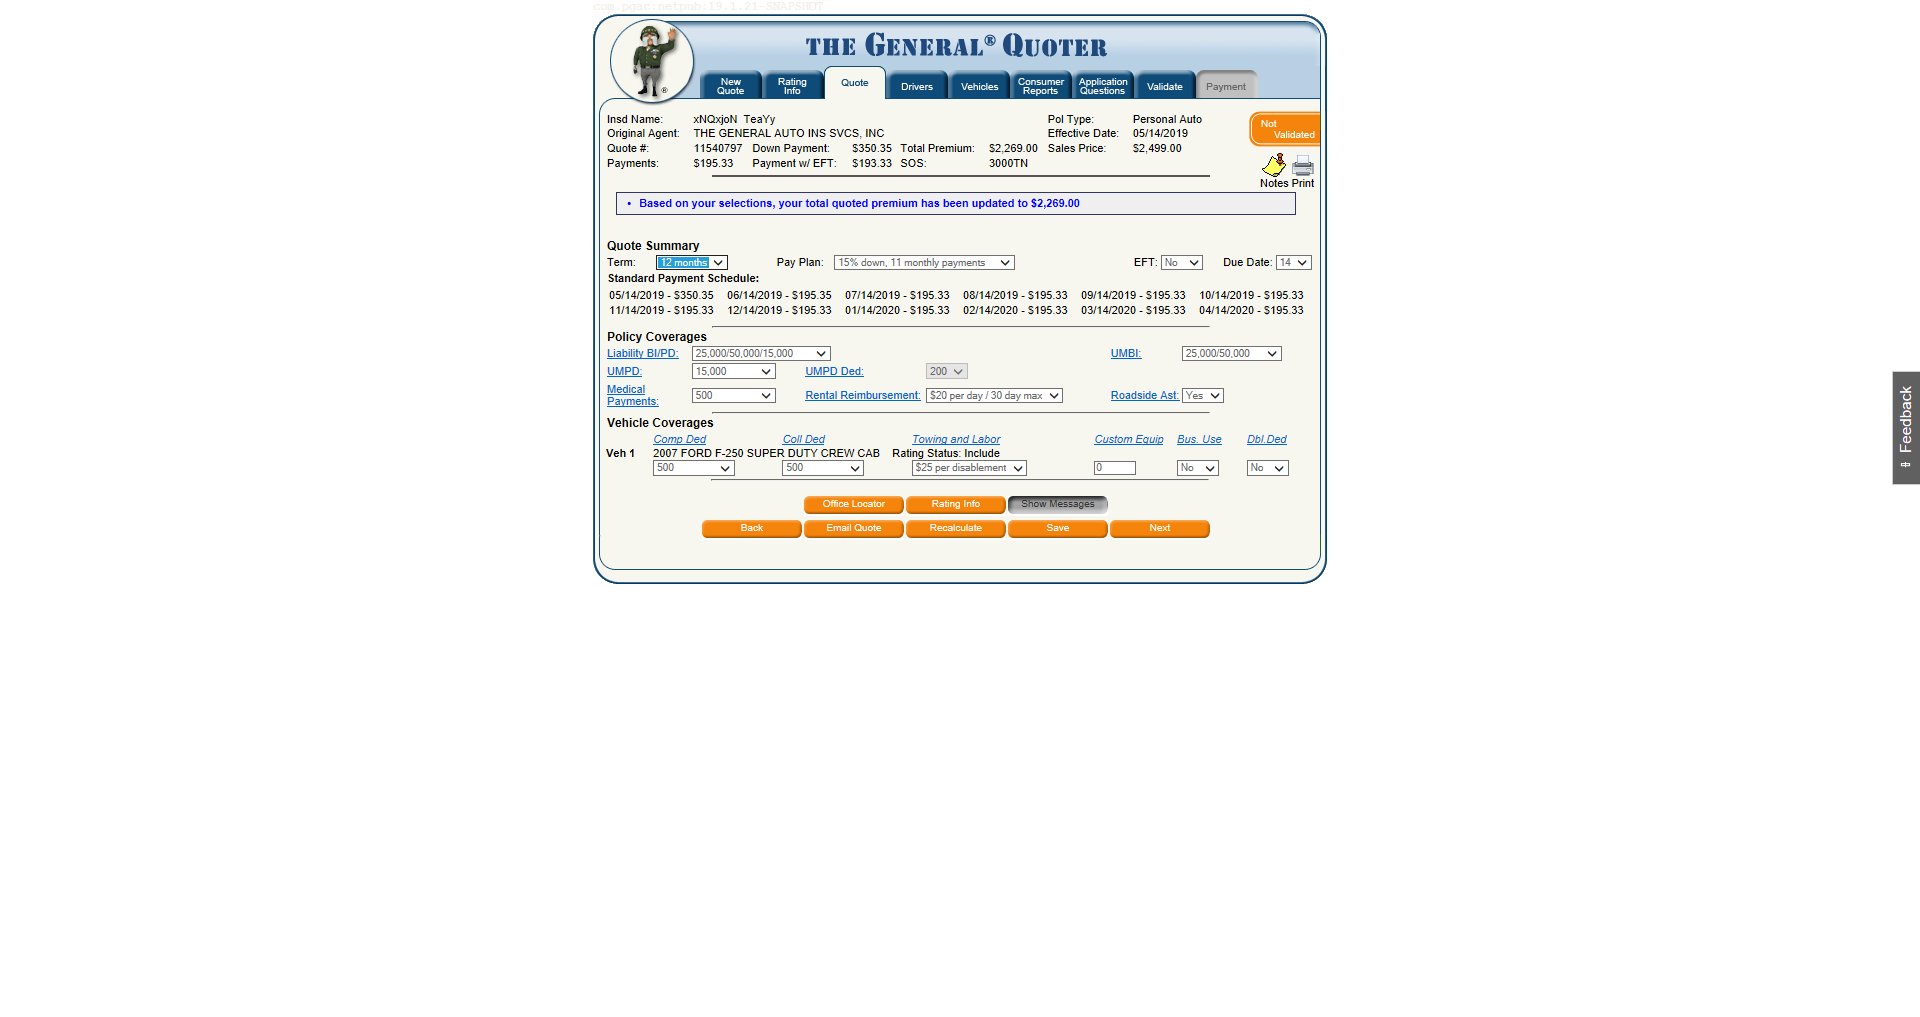 com.pgac:netpub:19.1.21-SNAPSHOT
THE GENERAL® QUOTER
New Quote
Rating Info
Quote
Drivers
Vehicles
Consumer Reports
Application Questions
Validate
Payment
®
Insd Name: xNQxjoN TeaYy Pol Type: Personal Auto
Original Agent: THE GENERAL AUTO INS SVCS, INC Effective Date: 05/14/2019
Quote #: 11540797 Down Payment: $350.35 Total Premium: $2,269.00 Sales Price: $2,499.00
Payments: $195.33 Payment w/ EFT: $193.33 SOS: 3000TN
Not Validated
Notes Print
• Based on your selections, your total quoted premium has been updated to $2,269.00
Quote Summary
Term: 12 months Pay Plan: 15% down, 11 monthly payments EFT: No Due Date: 14
Standard Payment Schedule:
05/14/2019 - $350.35 06/14/2019 - $195.35 07/14/2019 - $195.33 08/14/2019 - $195.33 09/14/2019 - $195.33 10/14/2019 - $195.33
11/14/2019 - $195.33 12/14/2019 - $195.33 01/14/2020 - $195.33 02/14/2020 - $195.33 03/14/2020 - $195.33 04/14/2020 - $195.33
Policy Coverages
Liability BI/PD: 25,000/50,000/15,000 UMBI: 25,000/50,000
UMPD: 15,000 UMPD Ded: 200
Medical Payments: 500 Rental Reimbursement: $20 per day / 30 day max Roadside Ast: Yes
Vehicle Coverages
Comp Ded Coll Ded Towing and Labor Custom Equip Bus. Use Dbl.Ded
Veh 1 2007 FORD F-250 SUPER DUTY CREW CAB Rating Status: Include
500 500 $25 per disablement 0 No No
Office Locator Rating Info Show Messages
Back Email Quote Recalculate Save Next
Feedback